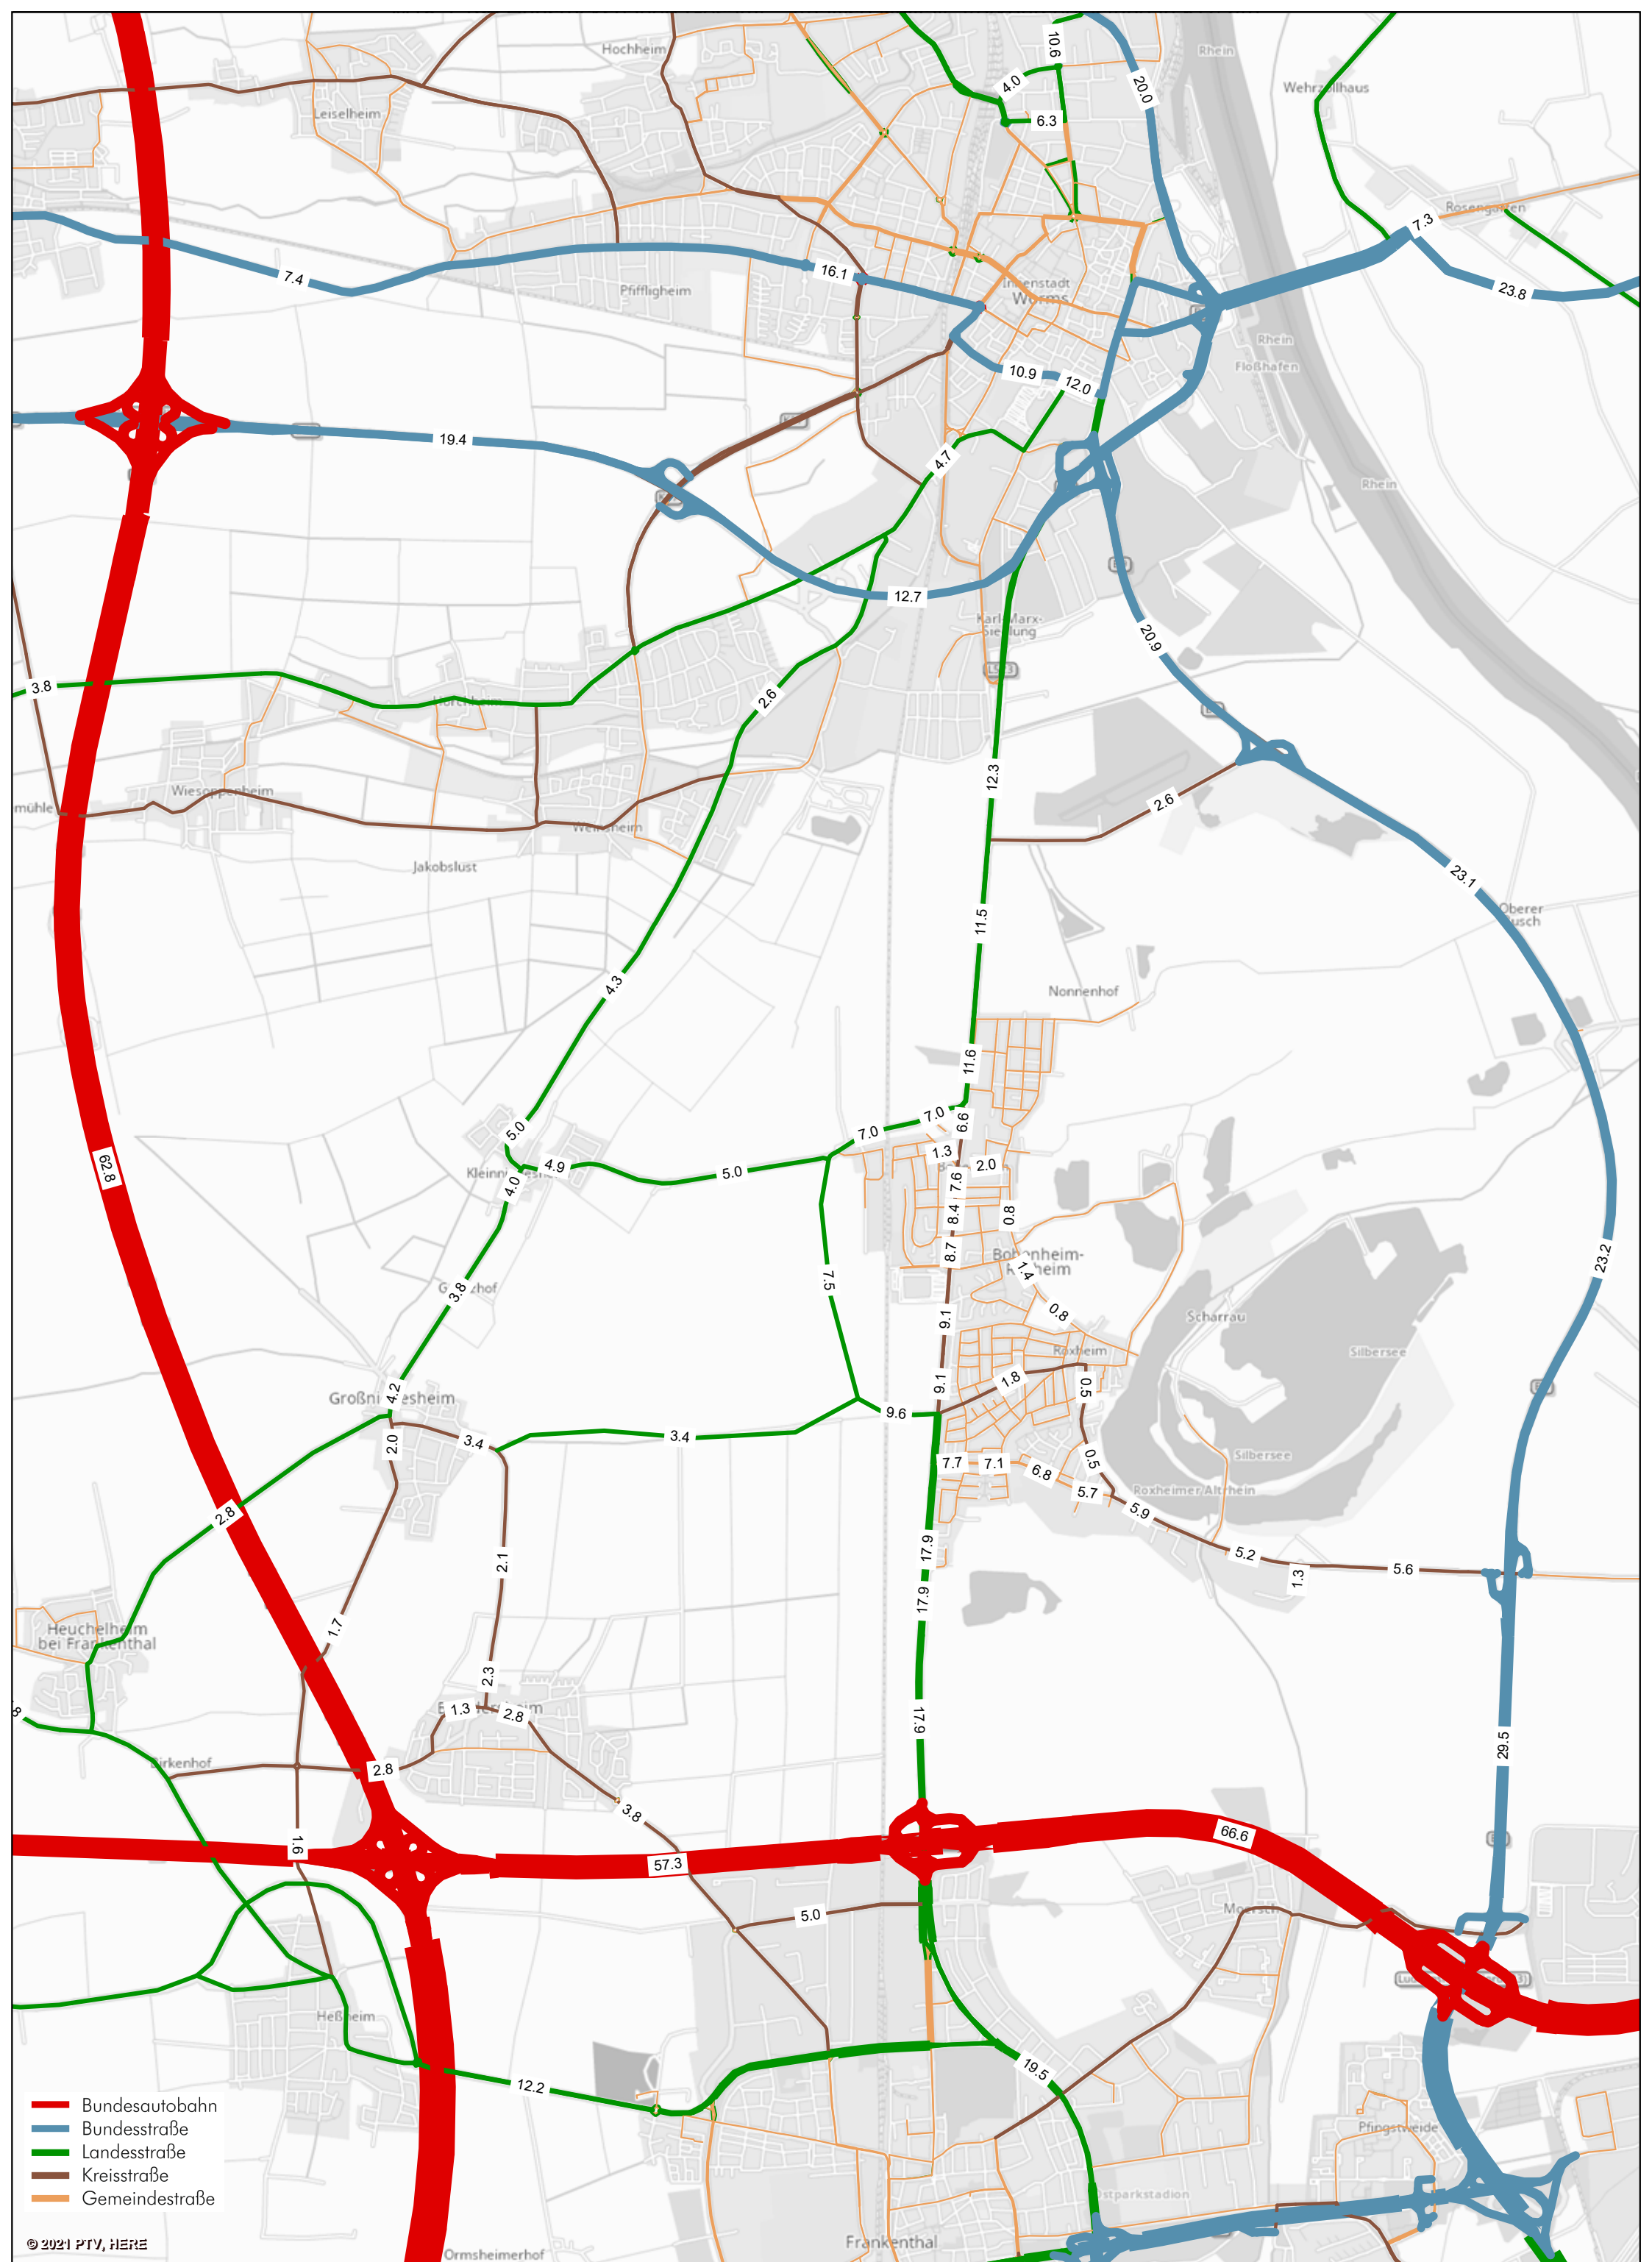 Hochheim
10.6
Rhein
20.0
4.0
Wehrzollhaus
Leiselheim
6.3
Rosengarten
7.3
7.4
16.1
Pfiffligheim
Innenstadt
Worms
23.8
Rhein
Floßhafen
10.9
12.0
19.4
4.7
Rhein
12.7
Karl-Marx-
Siedlung
20.9
3.8
2.6
Horchheim
12.3
Wiesoppenheim
2.6
mühle
Weinsheim
Jakobslust
23.1
Oberer
Busch
11.5
4.3
Nonnenhof
11.6
7.0
7.0
6.6
5.0
1.3
62.8
4.9
5.0
2.0
4.0
7.6
8.4
0.8
8.7
Bobenheim-
Roxheim
1.4
23.2
7.5
3.8
0.8
9.1
Scharrau
Roxheim
Silbersee
9.1
1.8
0.5
4.2
9.6
2.0
3.4
3.4
Silbersee
7.7
7.1
6.8
0.5
5.7
Roxheimer Altrhein
5.9
2.8
17.9
5.2
5.6
1.3
2.1
17.9
Heuchelheim
bei Frankenthal
1.7
2.3
1.3
2.8
17.9
29.5
Birkenhof
2.8
3.8
1.6
57.3
66.6
5.0
Moersch
Heßheim
19.5
12.2
Pfingstweide
Ostparkstadion
Frankenthal
Ormsheimerhof
Bundesautobahn
Bundesstraße
Landesstraße
Kreisstraße
Gemeindestraße
© 2021 PTV, HERE